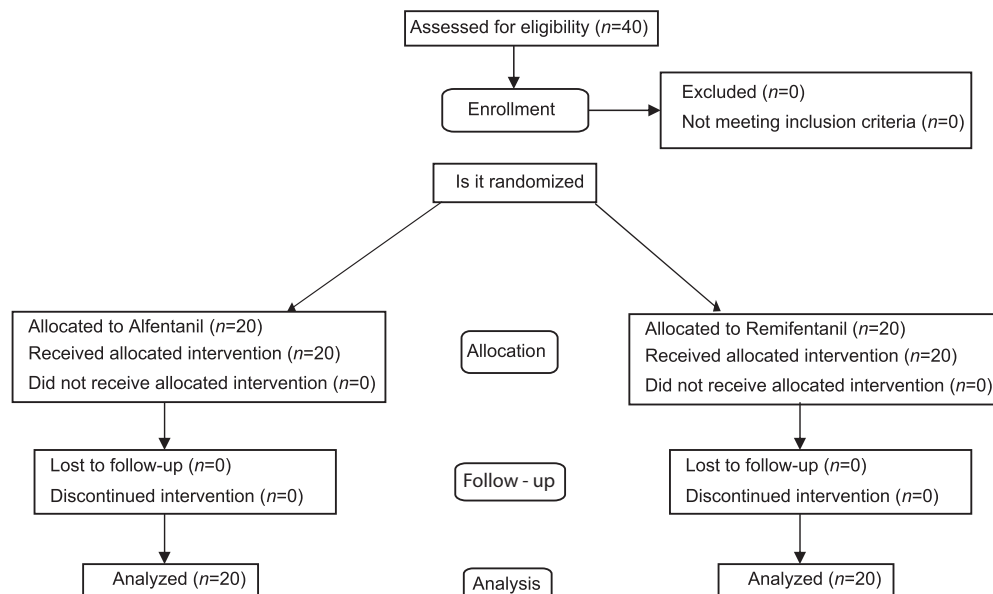 Assessed for eligibility (n=40)
Enrollment
Excluded (n=0)
Not meeting inclusion criteria (n=0)
Is it randomized
Allocated to Alfentanil (n=20)
Received allocated intervention (n=20)
Did not receive allocated intervention (n=0)
Allocation
Allocated to Remifentanil (n=20)
Received allocated intervention (n=20)
Did not receive allocated intervention (n=0)
Lost to follow-up (n=0)
Discontinued intervention (n=0)
Follow - up
Lost to follow-up (n=0)
Discontinued intervention (n=0)
Analyzed (n=20)
Analysis
Analyzed (n=20)